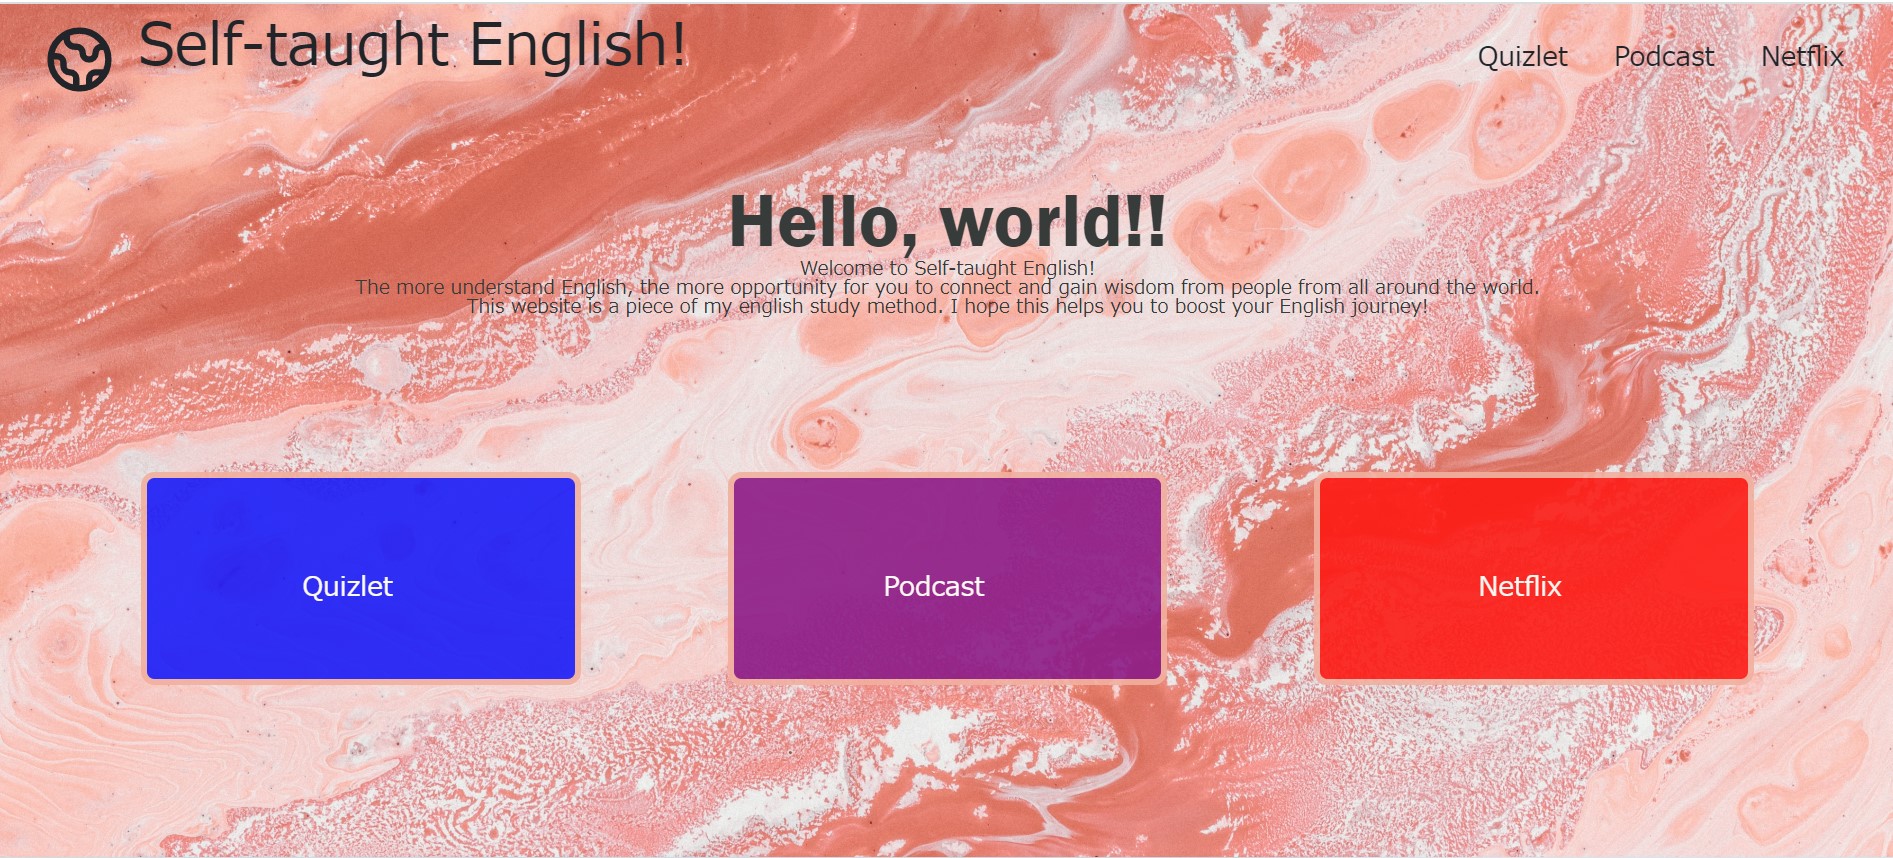 Self-taught English!
Quizlet Podcast Netflix
Hello, world!!
Welcome to Self-taught English!
The more understand English, the more opportunity for you to connect and gain wisdom from people from all around the world.
This website is a piece of my english study method. I hope this helps you to boost your English journey!
Quizlet
Podcast
Netflix